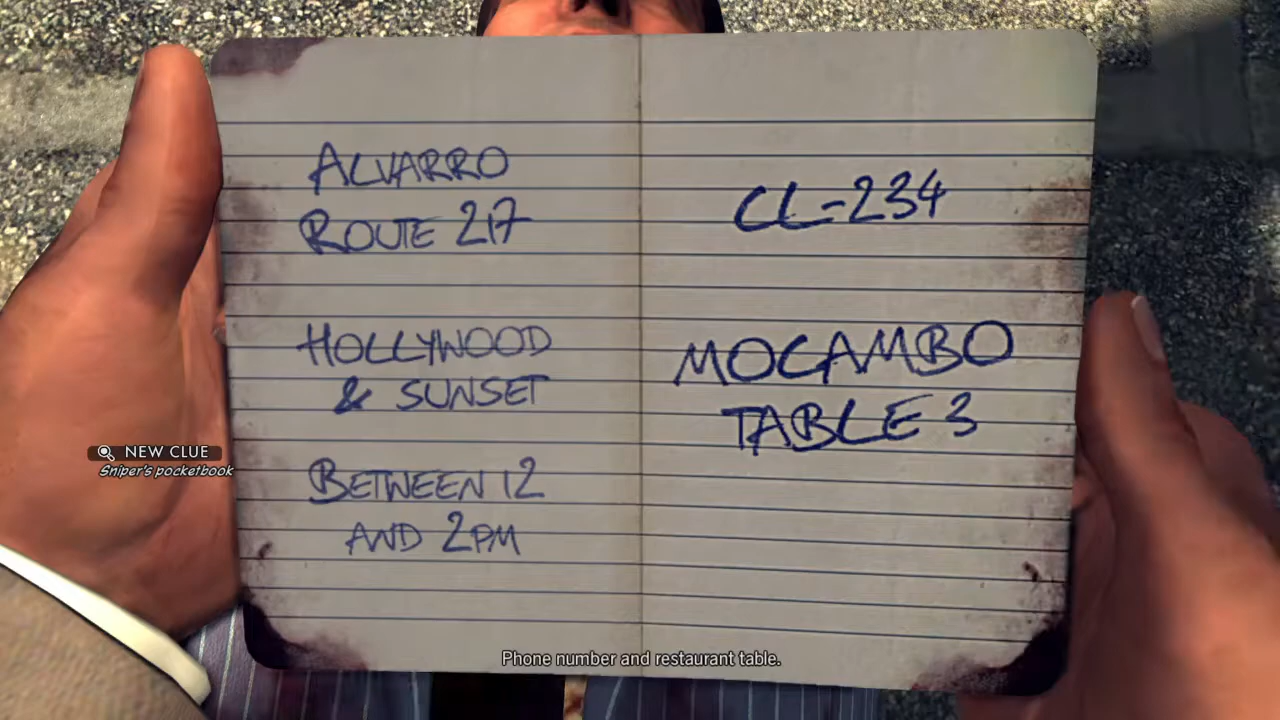 ALVARRO
ROUTE 217
HOLLYWOOD
& SUNSET
BETWEEN 12
AND 2PM
CL-234
MOCAMBO
TABLE 3
NEW CLUE
Sniper's pocketbook
Phone number and restaurant table.